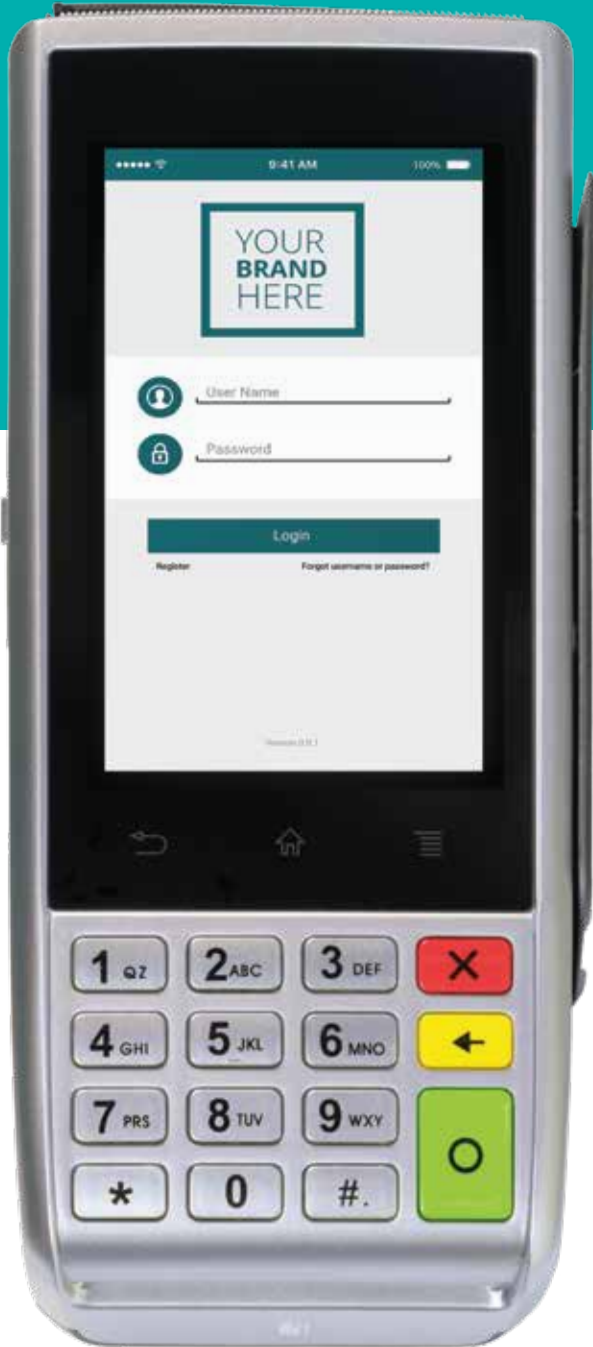 9:41 AM 100%
YOUR
BRAND
HERE
User Name
Password
Login
Register Forgot username or password?
1 QZ 2 ABC 3 DEF X
4 GHI 5 JKL 6 MNO
7 PRS 8 TUV 9 WXY
* 0 #. O